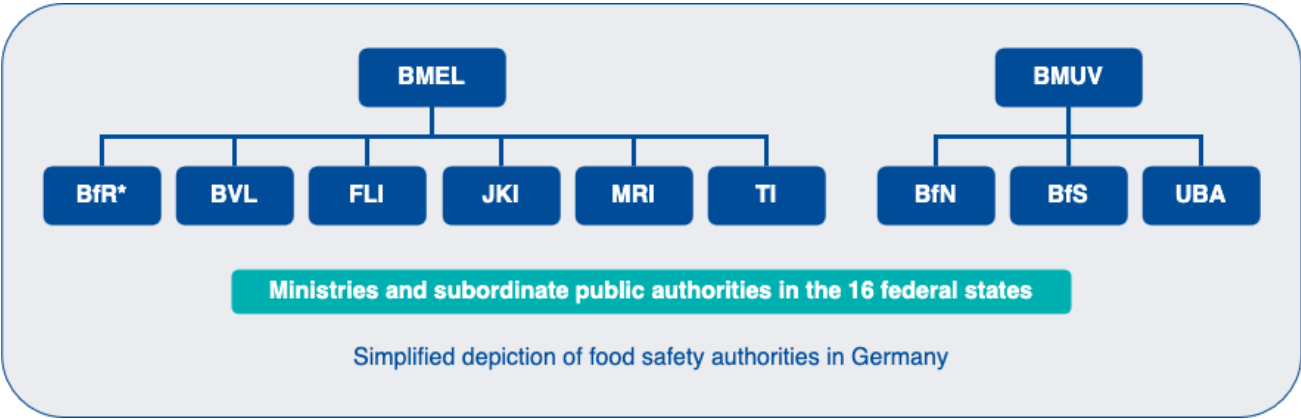 BMEL
BMUV
BfR*
BVL
FLI
JKI
MRI
TI
BfN
BfS
UBA
Ministries and subordinate public authorities in the 16 federal states
Simplified depiction of food safety authorities in Germany